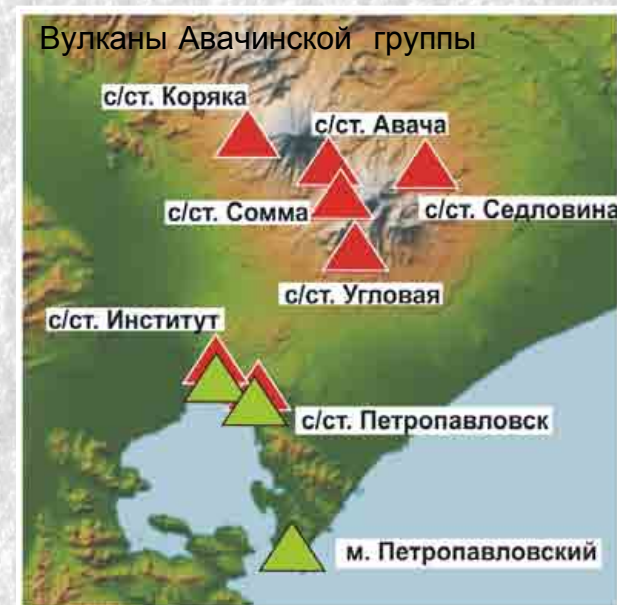 Вулканы Авачинской группы
с/ст. Коряка
с/ст. Авача
с/ст. Сомма
с/ст. Седловина
с/ст. Угловая
с/ст. Институт
с/ст. Петропавловск
м. Петропавловский